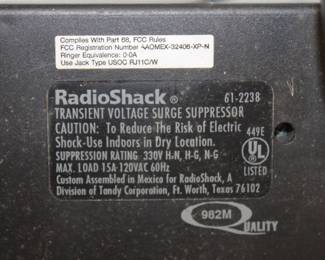 Complies With Part 68, FCC Rules
FCC Registration Number AAOMEX-32406-XP-N
Ringer Equivalence: 0.0A
Use Jack Type USOC RJ11C/W
RadioShack® 61-2238
TRANSIENT VOLTAGE SURGE SUPPRESSOR
CAUTION: To Reduce The Risk of Electric
Shock-Use Indoors in Dry Location.
SUPPRESSION RATING 330V H-N, H-G, N-G
MAX. LOAD 15A·120VAC 60Hz
Custom Assembled in Mexico for RadioShack, A
Division of Tandy Corporation, Ft. Worth, Texas 76102
449E
UL
LISTED
982M
QUALITY